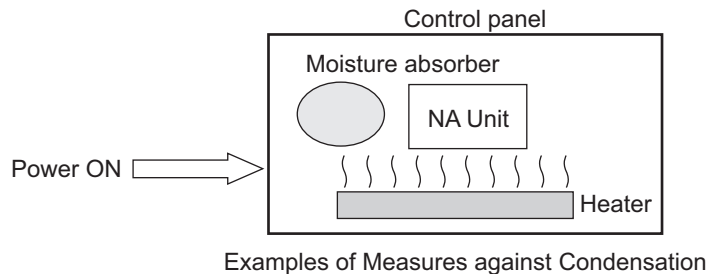 Control panel
Moisture absorber
NA Unit
Power ON
Heater
Examples of Measures against Condensation